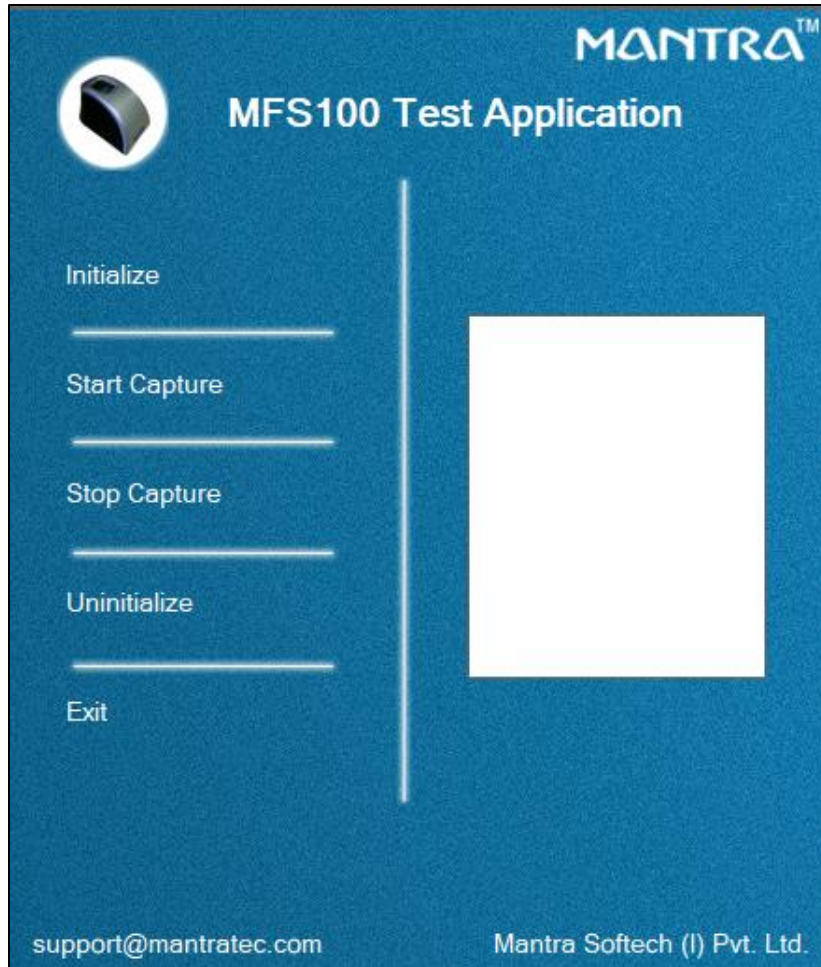 MANTRA™
MFS100 Test Application
Initialize
Start Capture
Stop Capture
Uninitialize
Exit
support@mantratec.com
Mantra Softech (I) Pvt. Ltd.